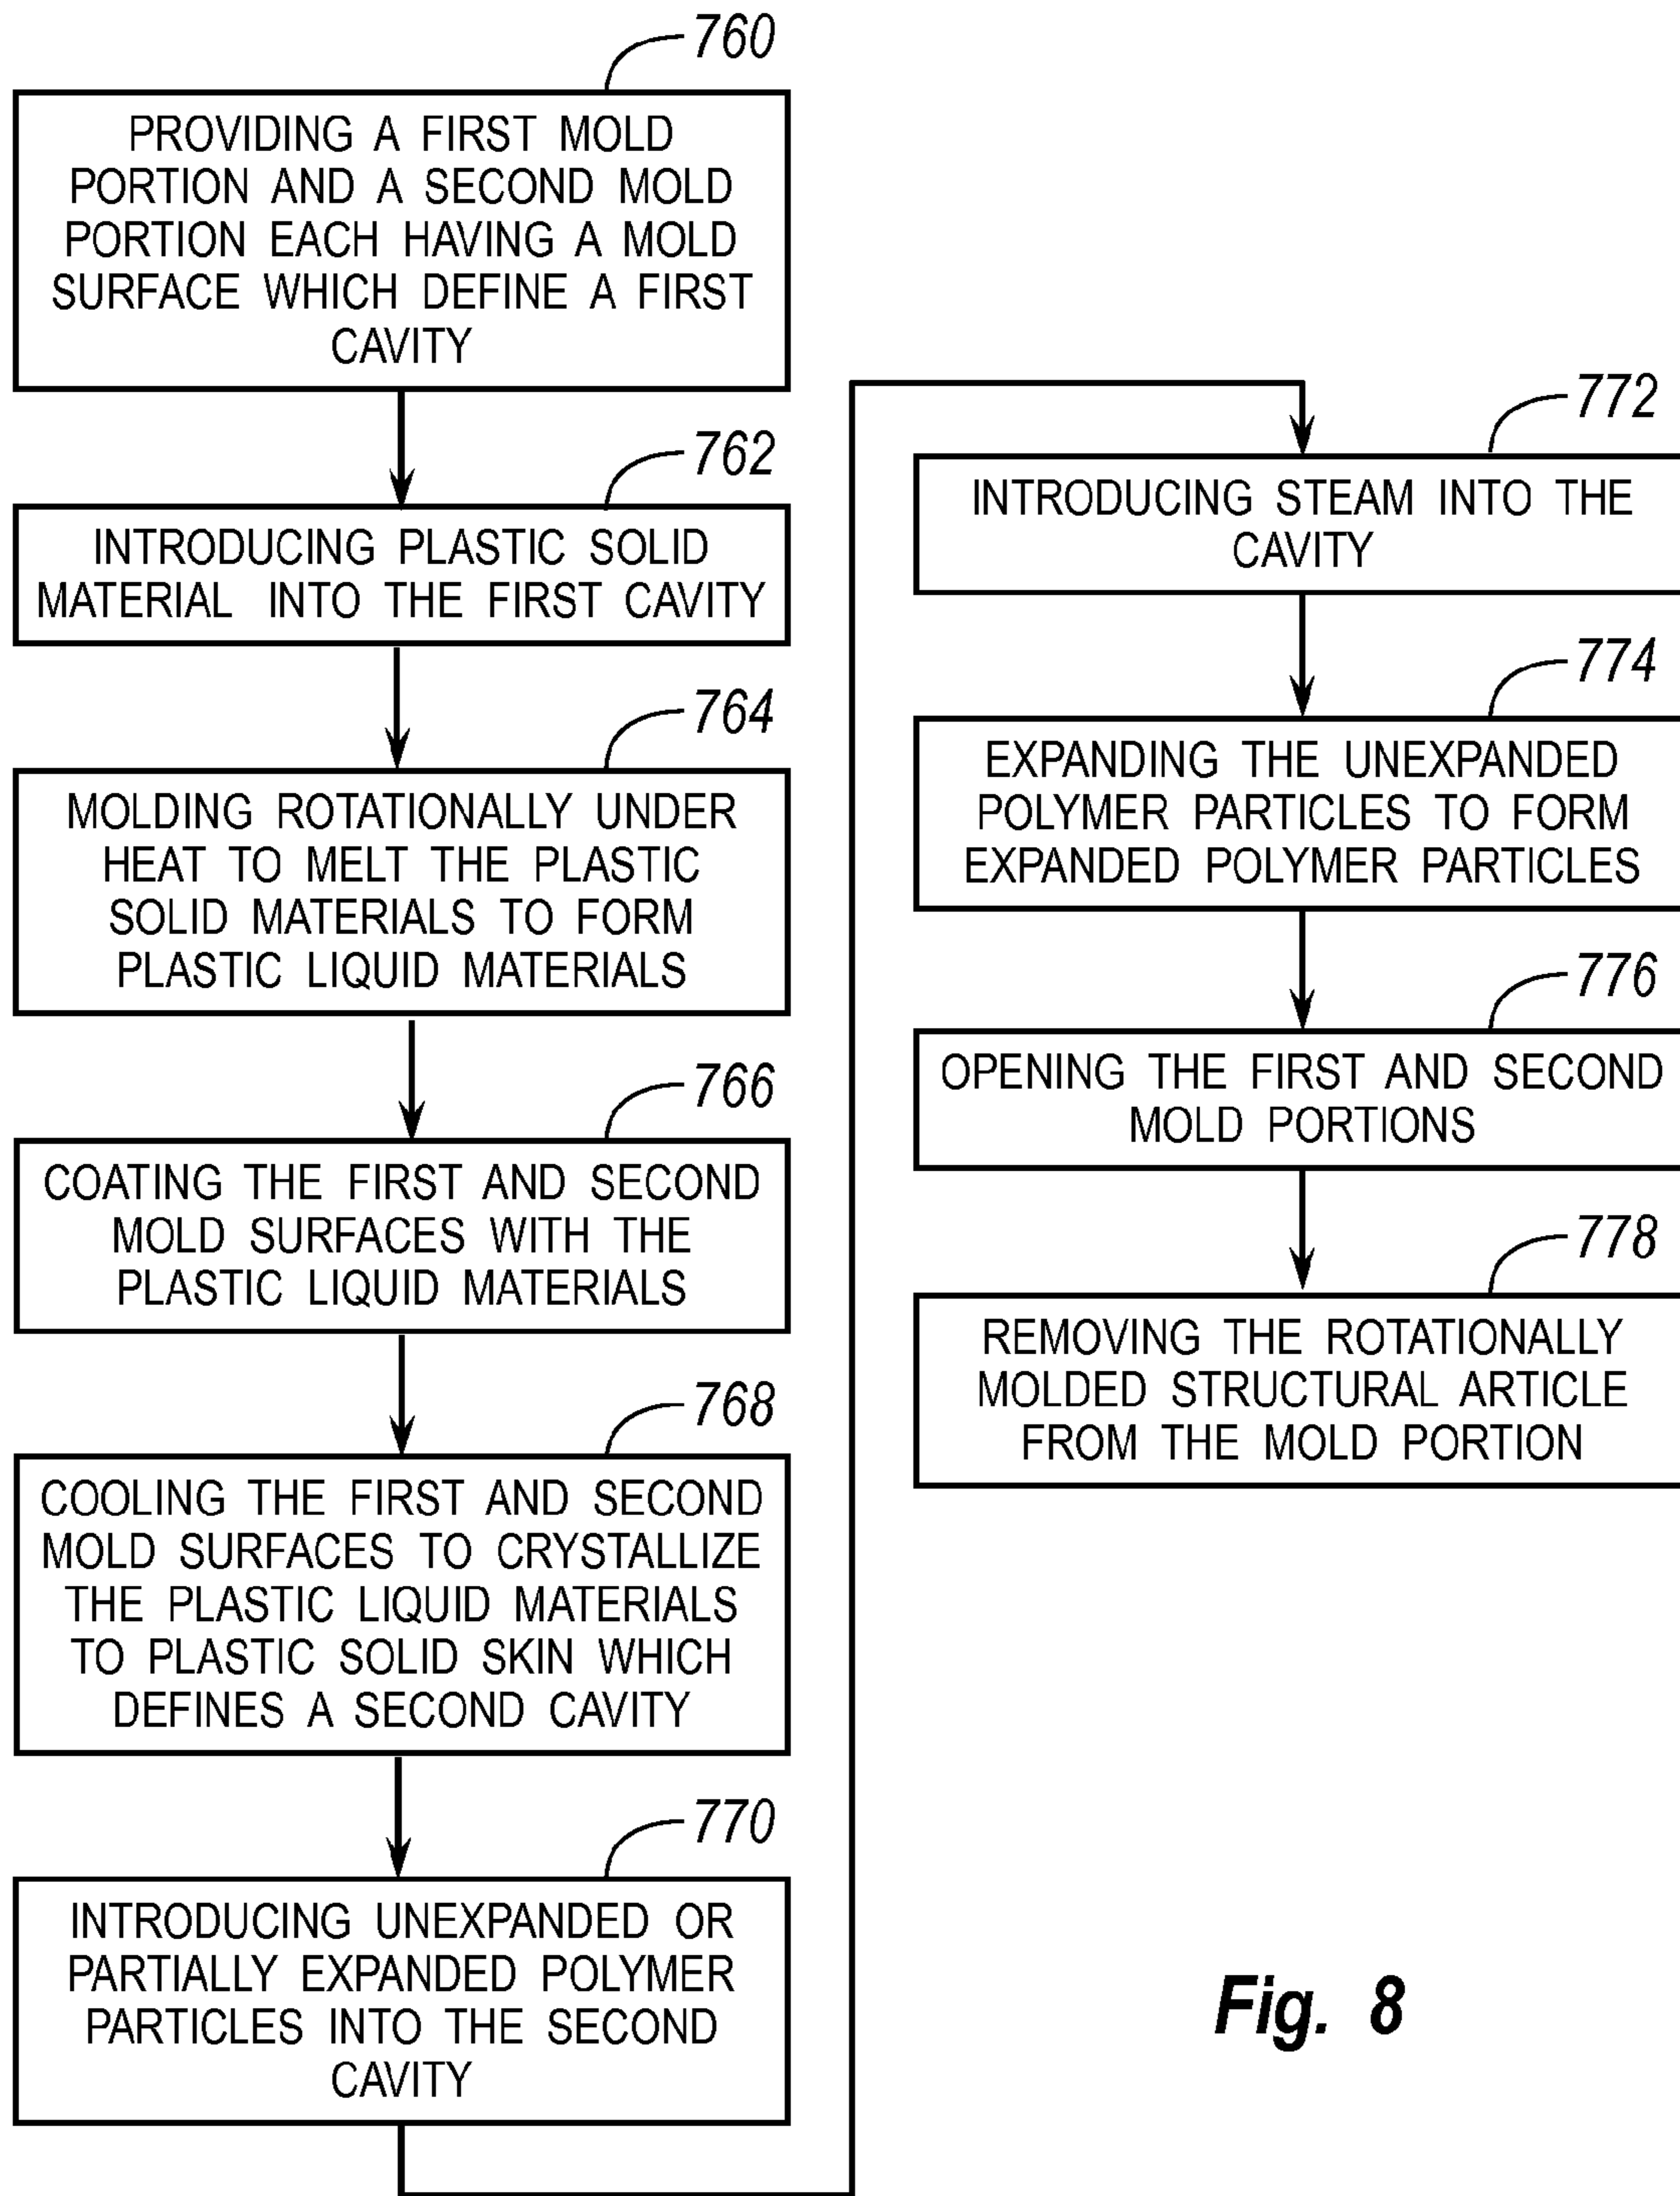 760
PROVIDING A FIRST MOLD
PORTION AND A SECOND MOLD
PORTION EACH HAVING A MOLD
SURFACE WHICH DEFINE A FIRST
CAVITY
762
INTRODUCING PLASTIC SOLID
MATERIAL INTO THE FIRST CAVITY
764
MOLDING ROTATIONALLY UNDER
HEAT TO MELT THE PLASTIC
SOLID MATERIALS TO FORM
PLASTIC LIQUID MATERIALS
766
COATING THE FIRST AND SECOND
MOLD SURFACES WITH THE
PLASTIC LIQUID MATERIALS
768
COOLING THE FIRST AND SECOND
MOLD SURFACES TO CRYSTALLIZE
THE PLASTIC LIQUID MATERIALS
TO PLASTIC SOLID SKIN WHICH
DEFINES A SECOND CAVITY
770
INTRODUCING UNEXPANDED OR
PARTIALLY EXPANDED POLYMER
PARTICLES INTO THE SECOND
CAVITY
772
INTRODUCING STEAM INTO THE
CAVITY
774
EXPANDING THE UNEXPANDED
POLYMER PARTICLES TO FORM
EXPANDED POLYMER PARTICLES
776
OPENING THE FIRST AND SECOND
MOLD PORTIONS
778
REMOVING THE ROTATIONALLY
MOLDED STRUCTURAL ARTICLE
FROM THE MOLD PORTION
Fig. 8